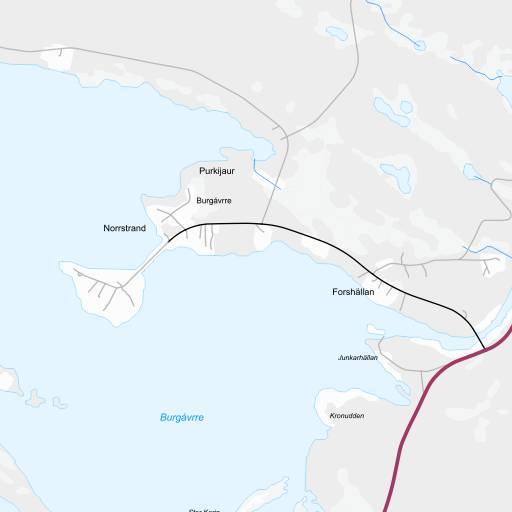 Purkijaur
Burgávrre
Norrstrand
Forshällan
Junkarhällan
Kronudden
Burgávrre